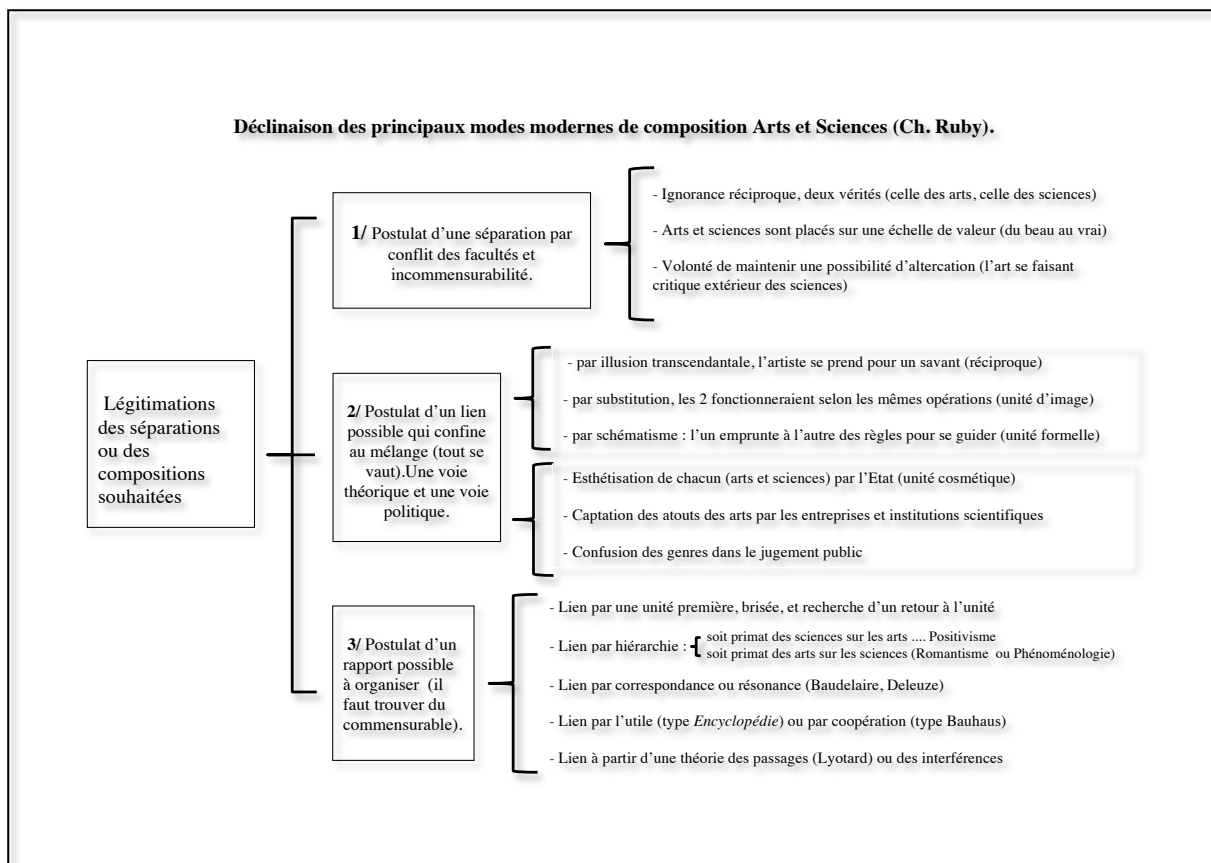 Déclinaison des principaux modes modernes de composition Arts et Sciences (Ch. Ruby).
Légitimations
des séparations
ou des
compositions
souhaitées
1/ Postulat d’une séparation par
conflit des facultés et
incommensurabilité.
- Ignorance réciproque, deux vérités (celle des arts, celle des sciences)
- Arts et sciences sont placés sur une échelle de valeur (du beau au vrai)
- Volonté de maintenir une possibilité d’altercation (l’art se faisant
critique extérieur des sciences)
2/ Postulat d’un lien
possible qui confine
au mélange (tout se
vaut).Une voie
théorique et une voie
politique.
- par illusion transcendantale, l’artiste se prend pour un savant (réciproque)
- par substitution, les 2 fonctionneraient selon les mêmes opérations (unité d’image)
- par schématisme : l’un emprunte à l’autre des règles pour se guider (unité formelle)
- Esthétisation de chacun (arts et sciences) par l’Etat (unité cosmétique)
- Captation des atouts des arts par les entreprises et institutions scientifiques
- Confusion des genres dans le jugement public
3/ Postulat d’un
rapport possible
à organiser (il
faut trouver du
commensurable).
- Lien par une unité première, brisée, et recherche d’un retour à l’unité
- Lien par hiérarchie :
soit primat des sciences sur les arts .... Positivisme
soit primat des arts sur les sciences (Romantisme ou Phénoménologie)
- Lien par correspondance ou résonance (Baudelaire, Deleuze)
- Lien par l’utile (type Encyclopédie) ou par coopération (type Bauhaus)
- Lien à partir d’une théorie des passages (Lyotard) ou des interférences